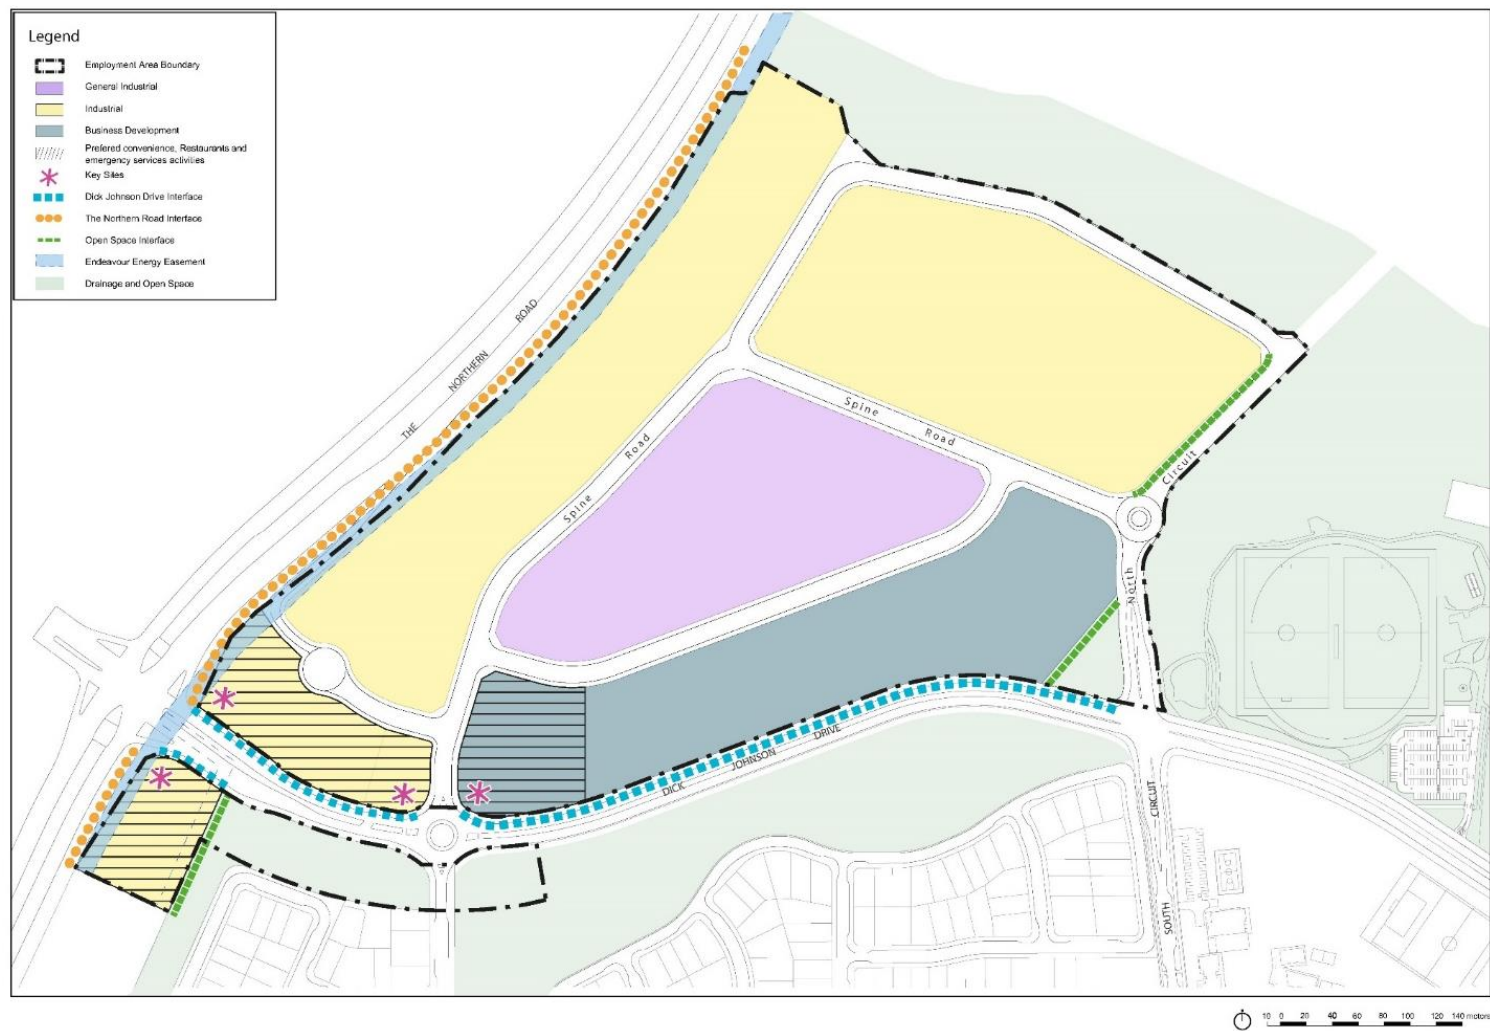 Legend
Employment Area Boundary
General Industrial
Industrial
Business Development
Prefered convenience, Restaurants and
emergency services activities
Key Sites
Dick Johnson Drive Interface
The Northern Road Interface
Open Space Interface
Endeavour Energy Easement
Drainage and Open Space
THE NORTHERN ROAD
Spine Road
Spine Road
North Circuit
DICK JOHNSON DRIVE
SOUTH CIRCUIT
10 0 20 40 60 80 100 120 140 meters